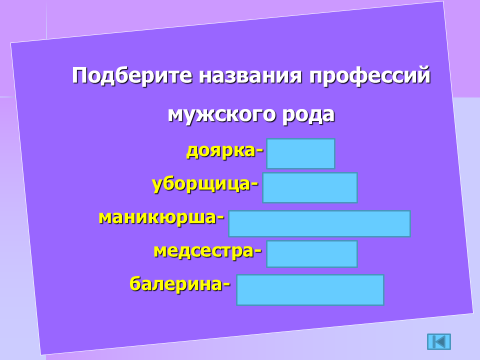 Подберите названия профессий
мужского рода
доярка-
уборщица-
маникюрша-
медсестра-
балерина-